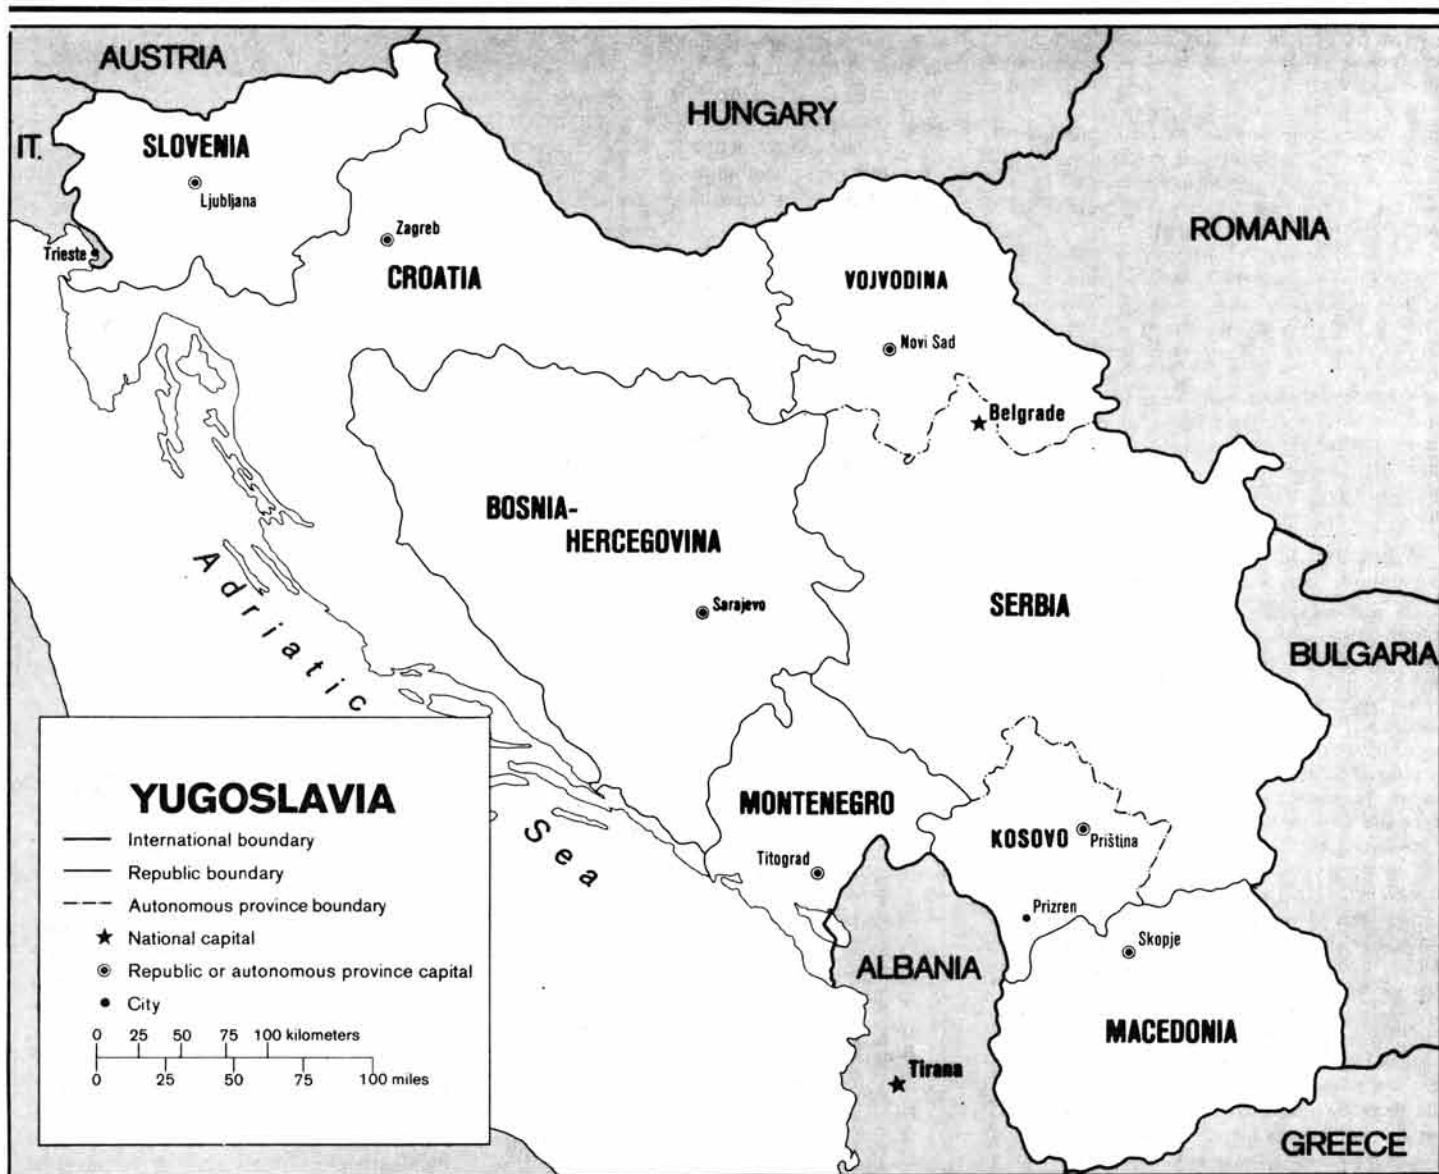 AUSTRIA
HUNGARY
IT.
SLOVENIA
Ljubljana
ROMANIA
Zagreb
Trieste
CROATIA
VOJVODINA
Novi Sad
Belgrade
BOSNIA-
HERCEGOVINA
Adriatic
Sarajevo
SERBIA
BULGARIA
YUGOSLAVIA
International boundary
Republic boundary
Autonomous province boundary
National capital
Republic or autonomous province capital
City
0 25 50 75 100 kilometers
0 25 50 75 100 miles
Sea
MONTENEGRO
Titograd
KOSOVO
Priština
Prizren
Skopje
ALBANIA
MACEDONIA
Tirana
GREECE